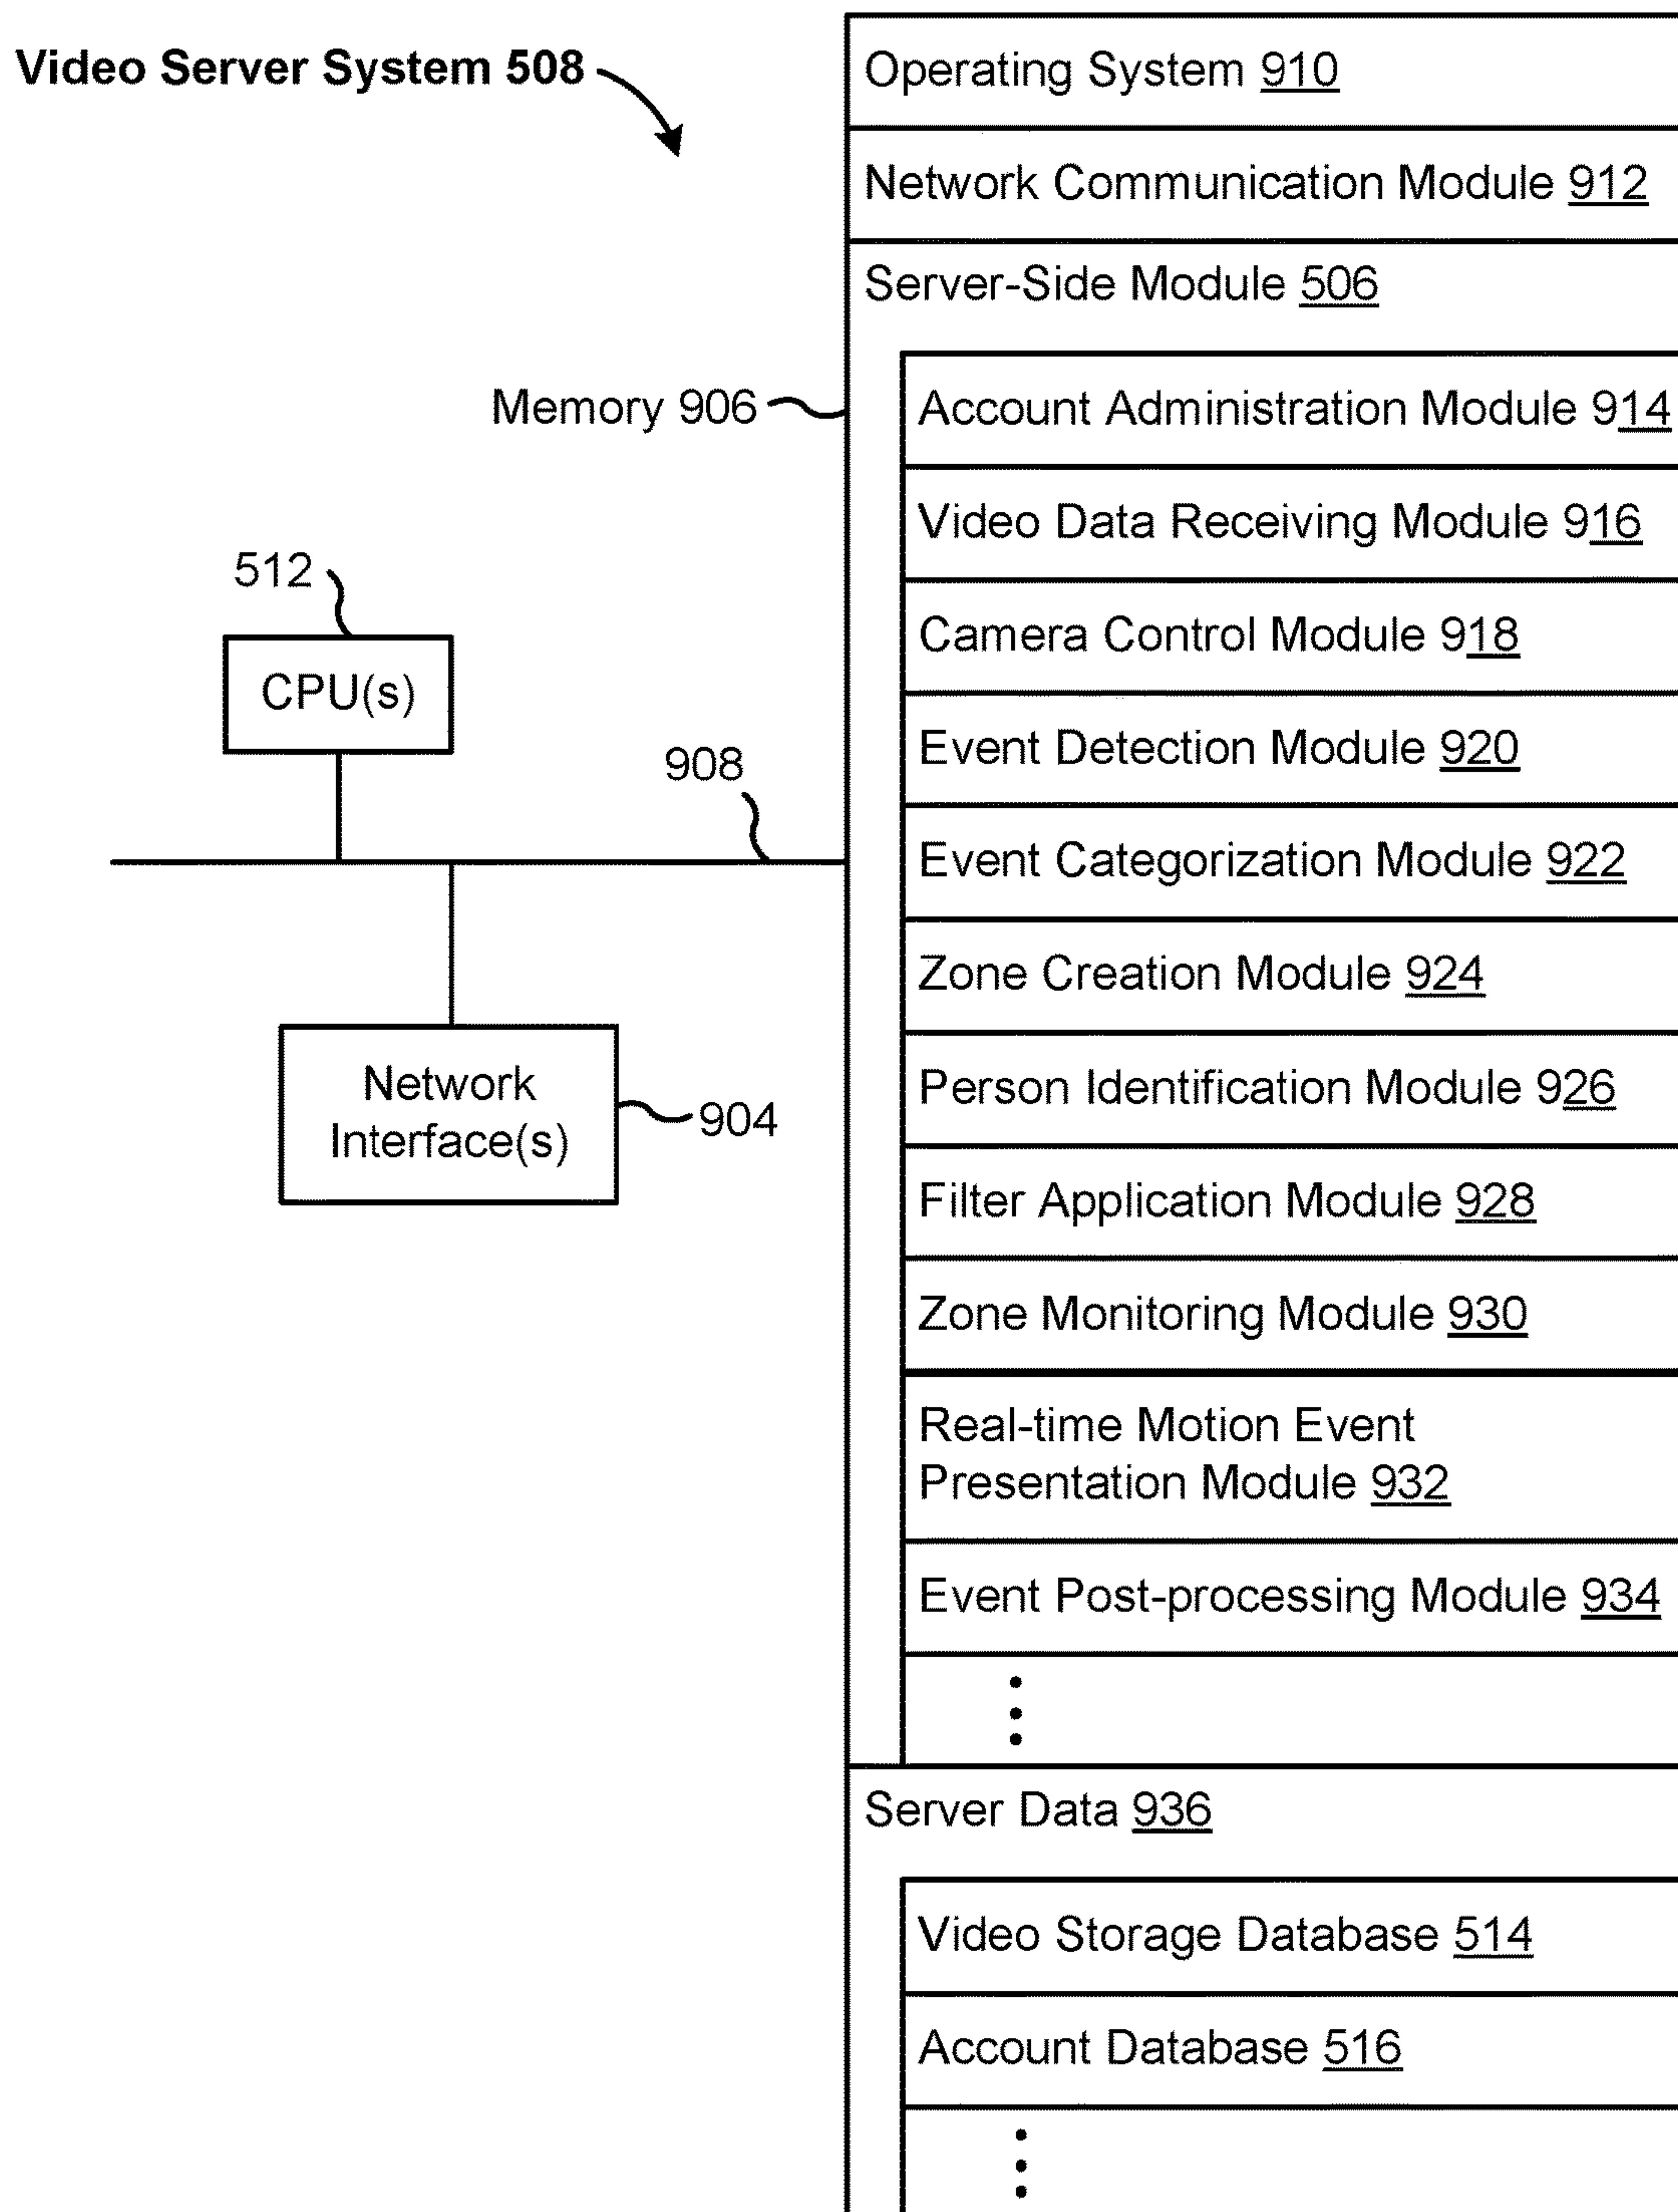 Video Server System 508
Operating System 910
Network Communication Module 912
Server-Side Module 506
Memory 906
Account Administration Module 914
Video Data Receiving Module 916
512
Camera Control Module 918
CPU(s)
908
Event Detection Module 920
Event Categorization Module 922
Zone Creation Module 924
Network
Interface(s)
904
Person Identification Module 926
Filter Application Module 928
Zone Monitoring Module 930
Real-time Motion Event
Presentation Module 932
Event Post-processing Module 934
Server Data 936
Video Storage Database 514
Account Database 516